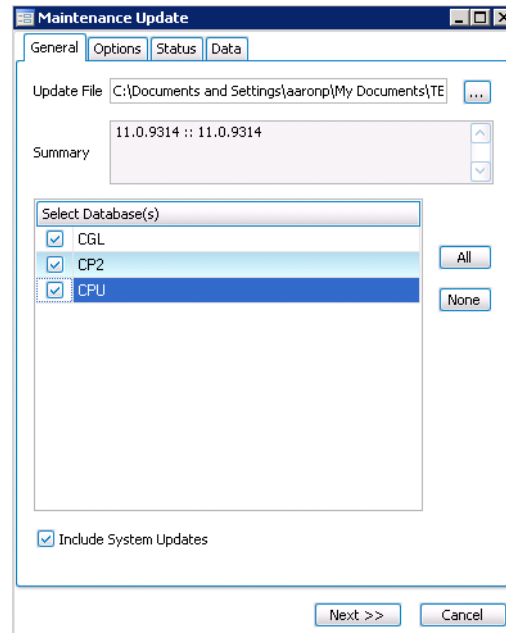 Maintenance Update
General Options Status Data
Update File C:\Documents and Settings\aaronp\My Documents\TE ...
11.0.9314 :: 11.0.9314
Summary
Select Database(s)
CGL
CP2
All
CPU
None
Include System Updates
Next >> Cancel